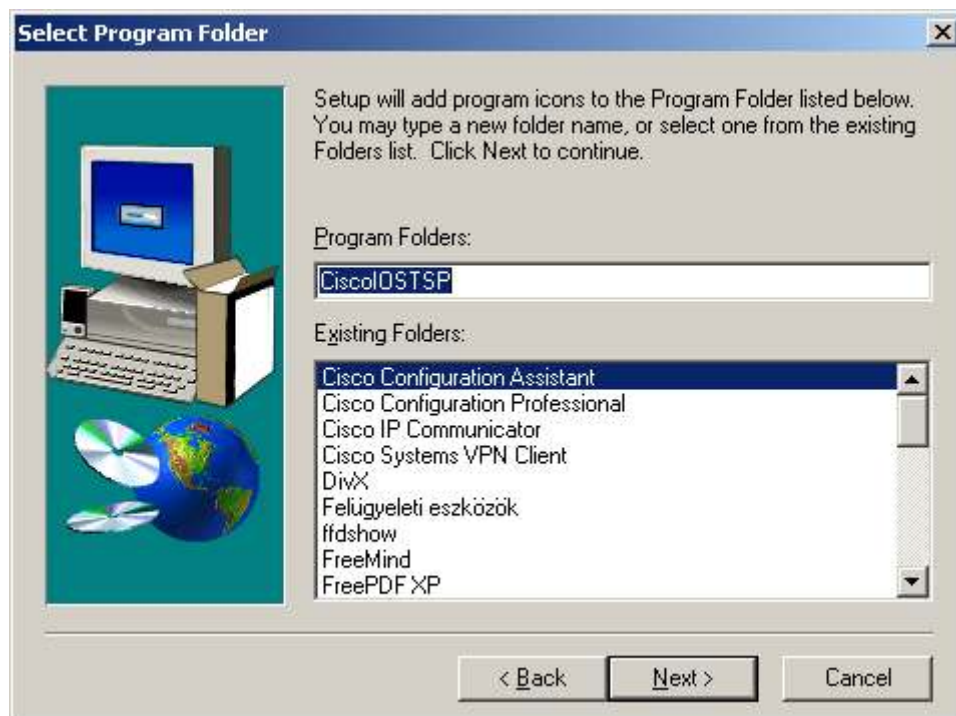 Select Program Folder
Setup will add program icons to the Program Folder listed below.
You may type a new folder name, or select one from the existing
Folders list.  Click Next to continue.
Program Folders:
CiscoIOSTSP
Existing Folders:
Cisco Configuration Assistant
Cisco Configuration Professional
Cisco IP Communicator
Cisco Systems VPN Client
DivX
Felügyeleti eszközök
ffdshow
FreeMind
FreePDF XP
< Back
Next >
Cancel